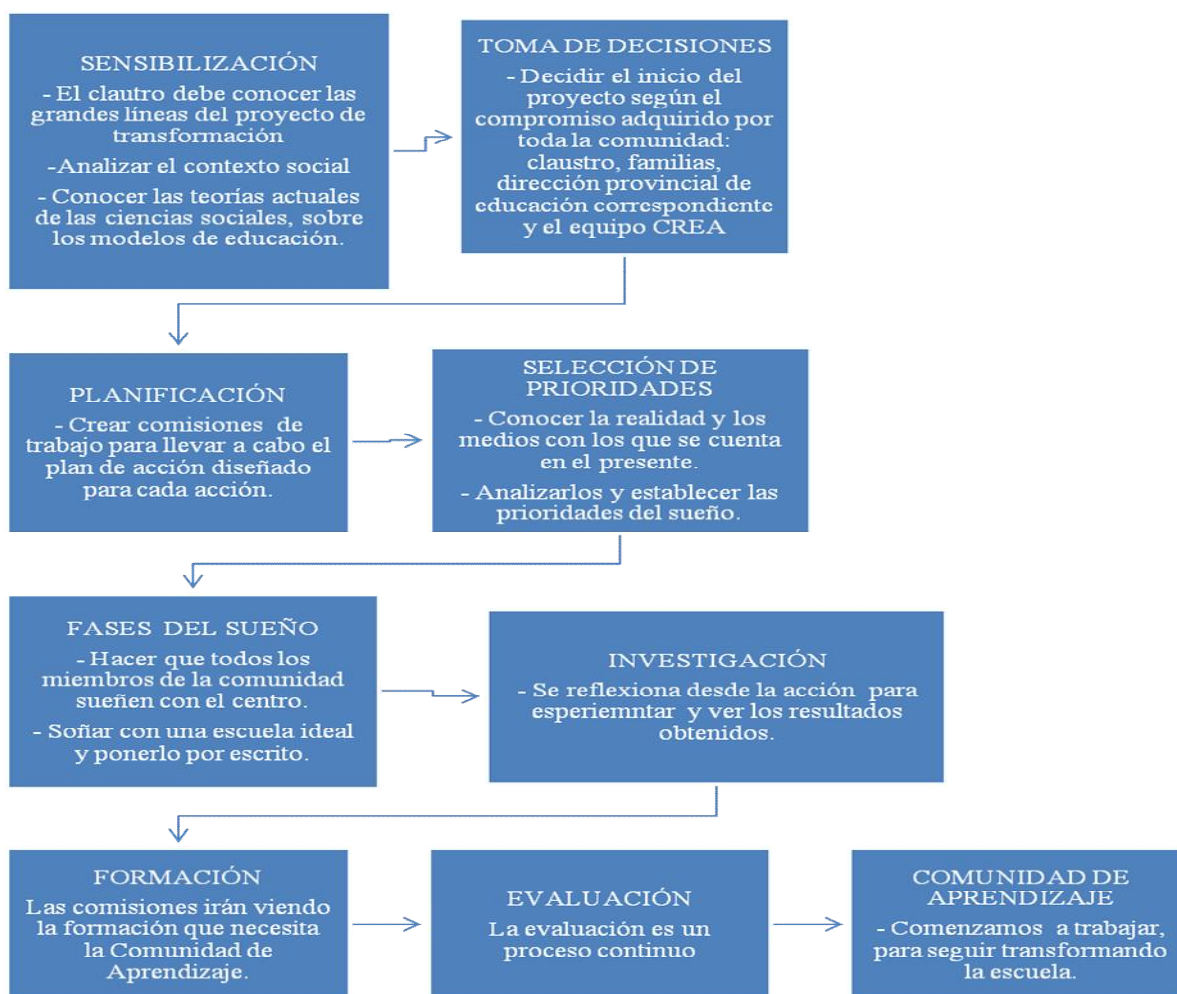 SENSIBILIZACIÓN
- El clautro debe conocer las
grandes líneas del proyecto de
transformación
-Analizar el contexto social
- Conocer las teorías actuales
de las ciencias sociales, sobre
los modelos de educación.
TOMA DE DECISIONES
- Decidir el inicio del
proyecto según el
compromiso adquirido por
toda la comunidad:
claustro, familias,
dirección provincial de
educación correspondiente
y el equipo CREA
PLANIFICACIÓN
- Crear comisiones de
trabajo para llevar a cabo el
plan de acción diseñado
para cada acción.
SELECCIÓN DE
PRIORIDADES
- Conocer la realidad y los
medios con los que se cuenta
en el presente.
- Analizarlos y establecer las
prioridades del sueño.
FASES DEL SUEÑO
- Hacer que todos los
miembros de la comunidad
sueñen con el centro.
- Soñar con una escuela ideal
y ponerlo por escrito.
INVESTIGACIÓN
- Se reflexiona desde la acción para
esperiemntar y ver los resultados
obtenidos.
FORMACIÓN
Las comisiones irán viendo
la formación que necesita
la Comunidad de
Aprendizaje.
EVALUACIÓN
La evaluación es un
proceso continuo
COMUNIDAD DE
APRENDIZAJE
- Comenzamos a trabajar,
para seguir transformando
la escuela.